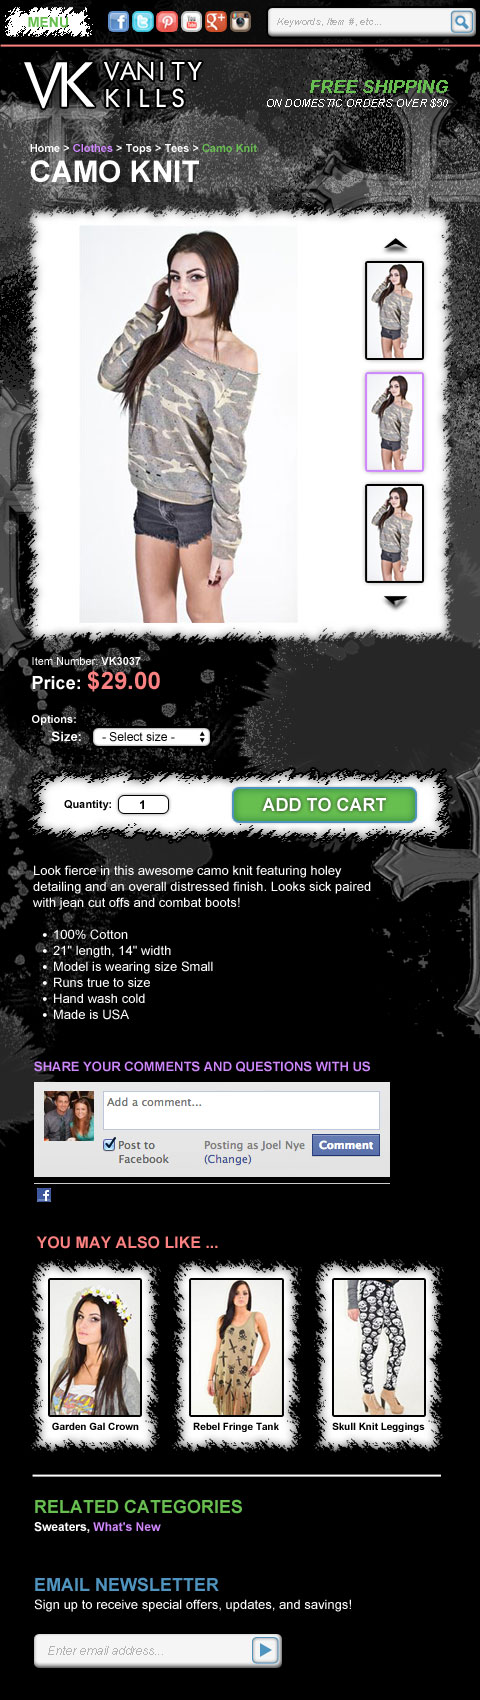 MENU
Keywords, Item #, etc...
VK VANITY
KILLS
FREE SHIPPING
ON DOMESTIC ORDERS OVER $50
Home > Clothes > Tops > Tees > Camo Knit
CAMO KNIT
Item Number: VK3037
Price: $29.00
Options:
Size: - Select size -
Quantity: 1 ADD TO CART
Look fierce in this awesome camo knit featuring holey
detailing and an overall distressed finish. Looks sick paired
with jean cut offs and combat boots!
• 100% Cotton
• 21" length, 14" width
• Model is wearing size Small
• Runs true to size
• Hand wash cold
• Made is USA
SHARE YOUR COMMENTS AND QUESTIONS WITH US
Add a comment...
Post to Facebook
Posting as Joel Nye (Change)
Comment
YOU MAY ALSO LIKE ...
Garden Gal Crown
Rebel Fringe Tank
Skull Knit Leggings
RELATED CATEGORIES
Sweaters, What's New
EMAIL NEWSLETTER
Sign up to receive special offers, updates, and savings!
Enter email address...